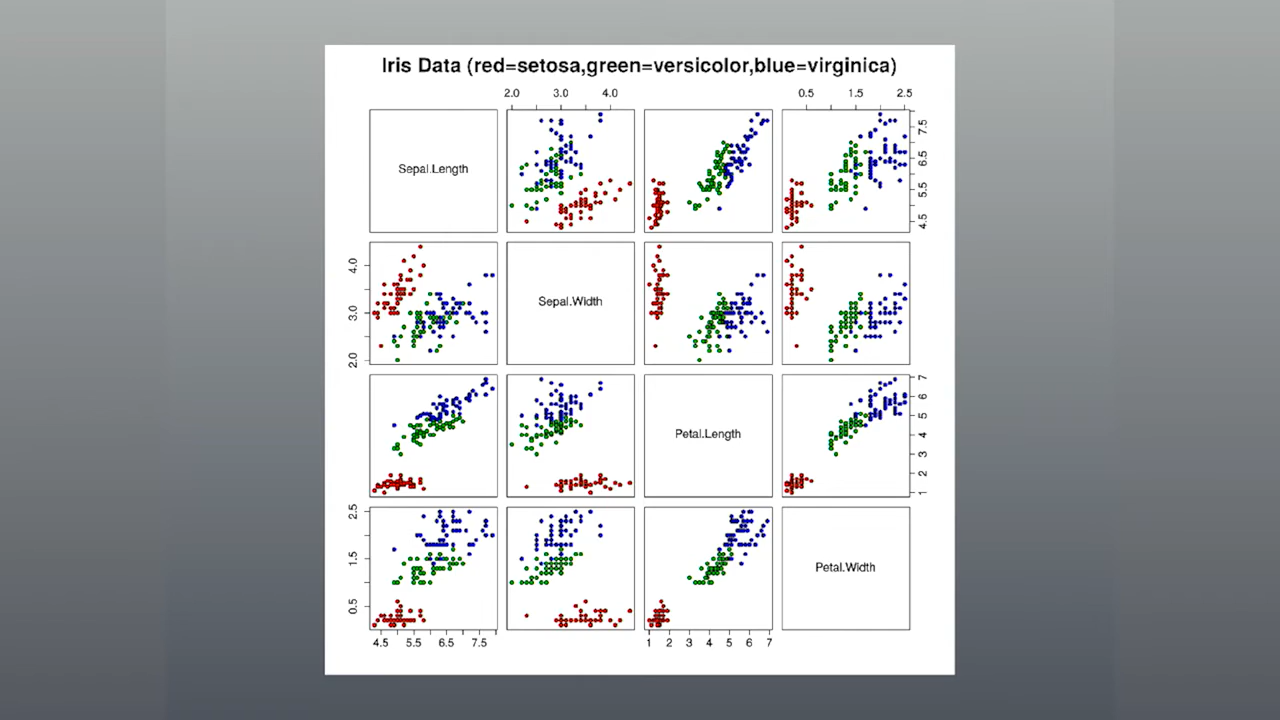 Iris Data (red=setosa,green=versicolor,blue=virginica)
2.0 3.0 4.0 0.5 1.5 2.5
Sepal.Length
4.5 5.5 6.5 7.5
2.0 3.0 4.0
Sepal.Width
Petal.Length
1 2 3 4 5 6 7
0.5 1.5 2.5
Petal.Width
4.5 5.5 6.5 7.5 1 2 3 4 5 6 7